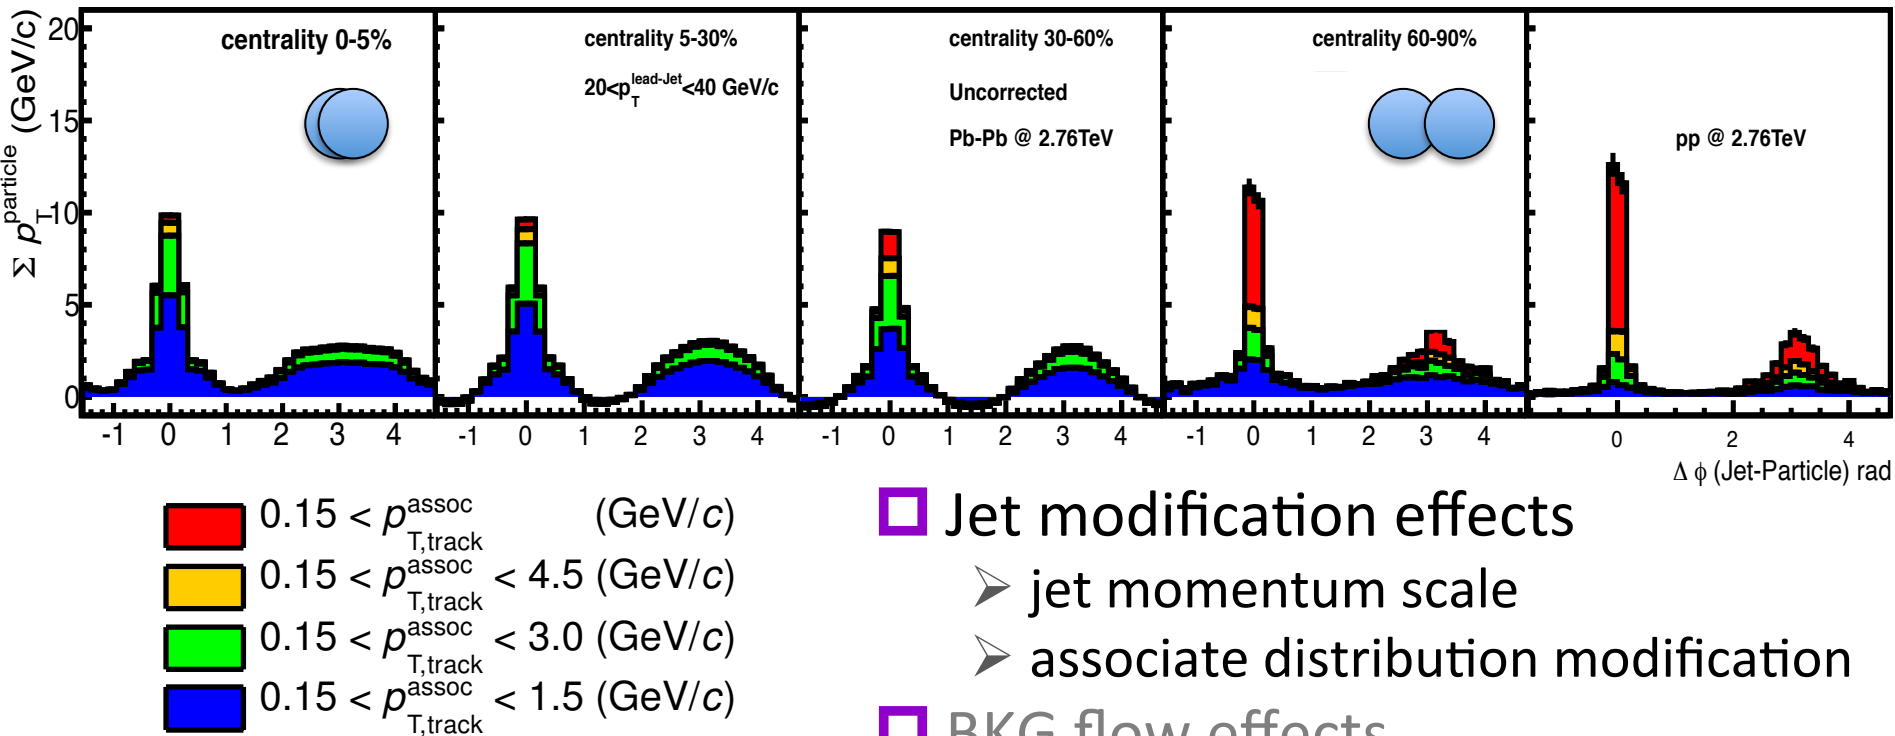 Σ p_T^particle (GeV/c)
20
15
10
5
0
centrality 0-5%
centrality 5-30%
20<p_T^lead-Jet<40 GeV/c
centrality 30-60%
Uncorrected
Pb-Pb @ 2.76TeV
centrality 60-90%
pp @ 2.76TeV
-1 0 1 2 3 4
-1 0 1 2 3 4
-1 0 1 2 3 4
-1 0 1 2 3 4
0 2 4
Δ ϕ (Jet-Particle) rad
0.15 < p_T,track^assoc (GeV/c)
0.15 < p_T,track^assoc < 4.5 (GeV/c)
0.15 < p_T,track^assoc < 3.0 (GeV/c)
0.15 < p_T,track^assoc < 1.5 (GeV/c)
Jet modification effects
jet momentum scale
associate distribution modification
BKG flow effects